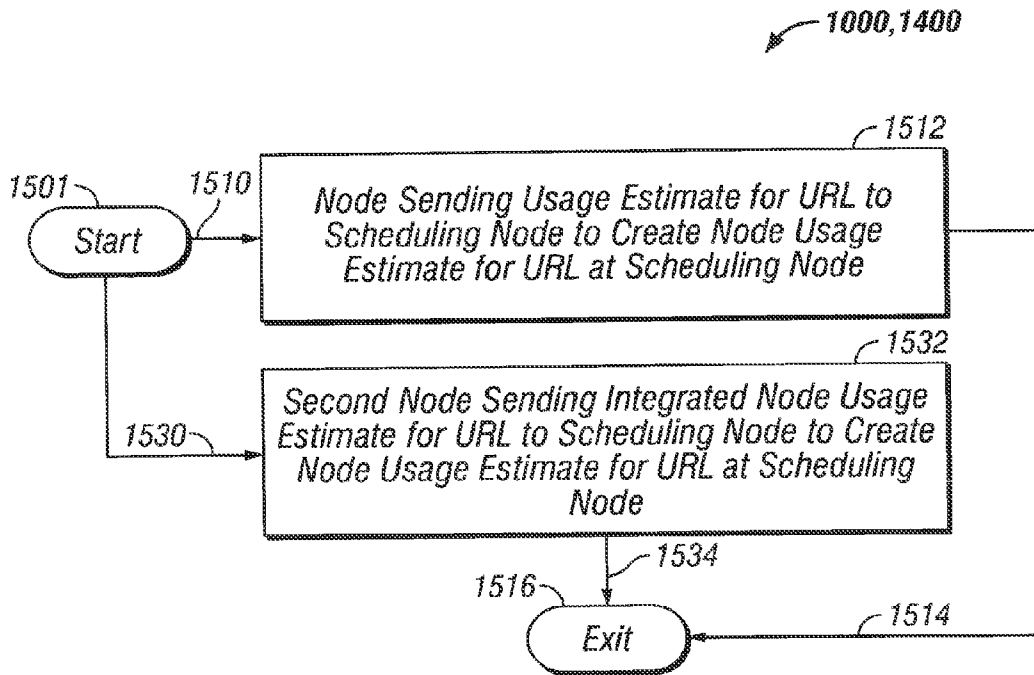 1000,1400
1512
1501
1510
Start
Node Sending Usage Estimate for URL to
Scheduling Node to Create Node Usage
Estimate for URL at Scheduling Node
1532
1530
Second Node Sending Integrated Node Usage
Estimate for URL to Scheduling Node to Create
Node Usage Estimate for URL at Scheduling
Node
1534
1516
Exit
1514